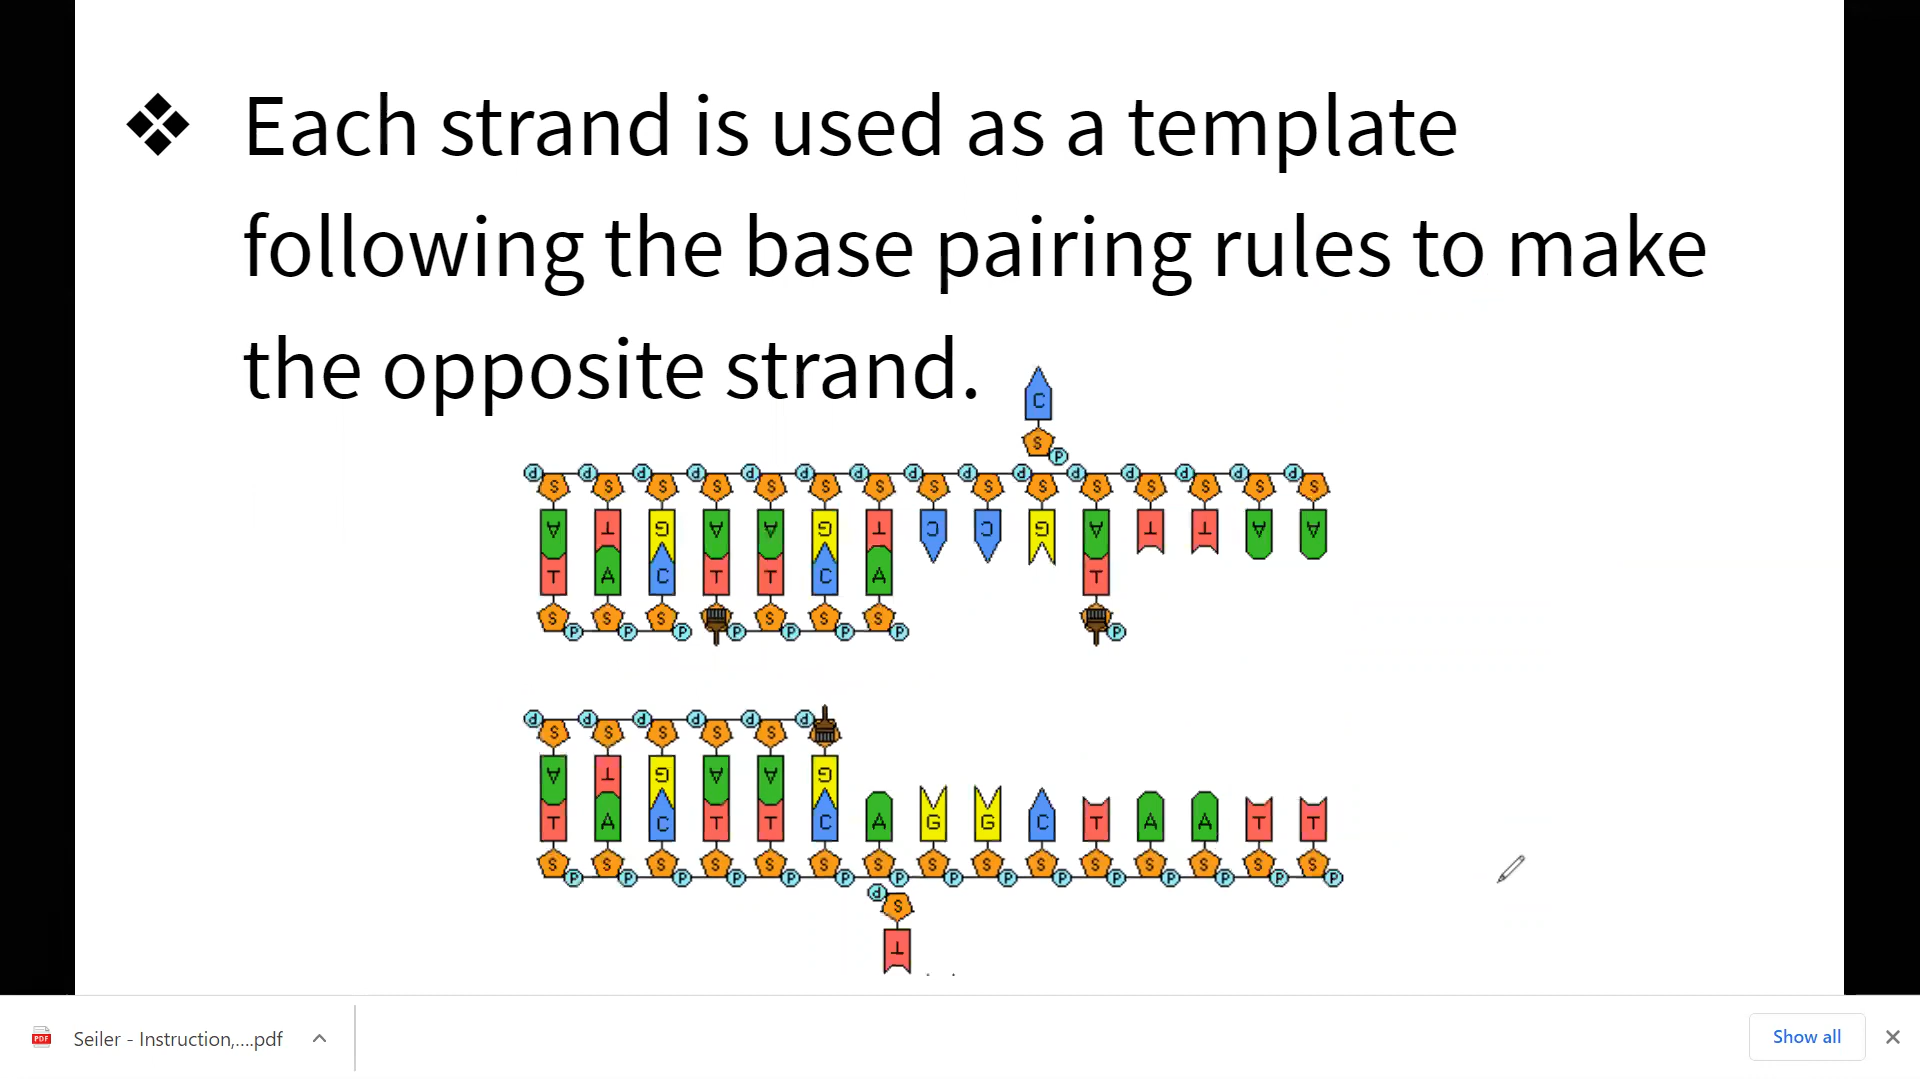 ❖ Each strand is used as a template
following the base pairing rules to make
the opposite strand.
C
S
P
P P P P P P P P P P P P P P P
S S S S S S S S S S S S S S S
A T G A A G T C C G A T T A A
T A C T T C A T
S S S S S S
P P P P P P P P
P P P P P P
S S S S S
A T G A A G
T A C T T C A G G C T A A T T
S S S S S S S S S S S S S S S
P P P P P P P P P P P P P P P
P
S
T
Seiler - Instruction,....pdf
Show all
PDF